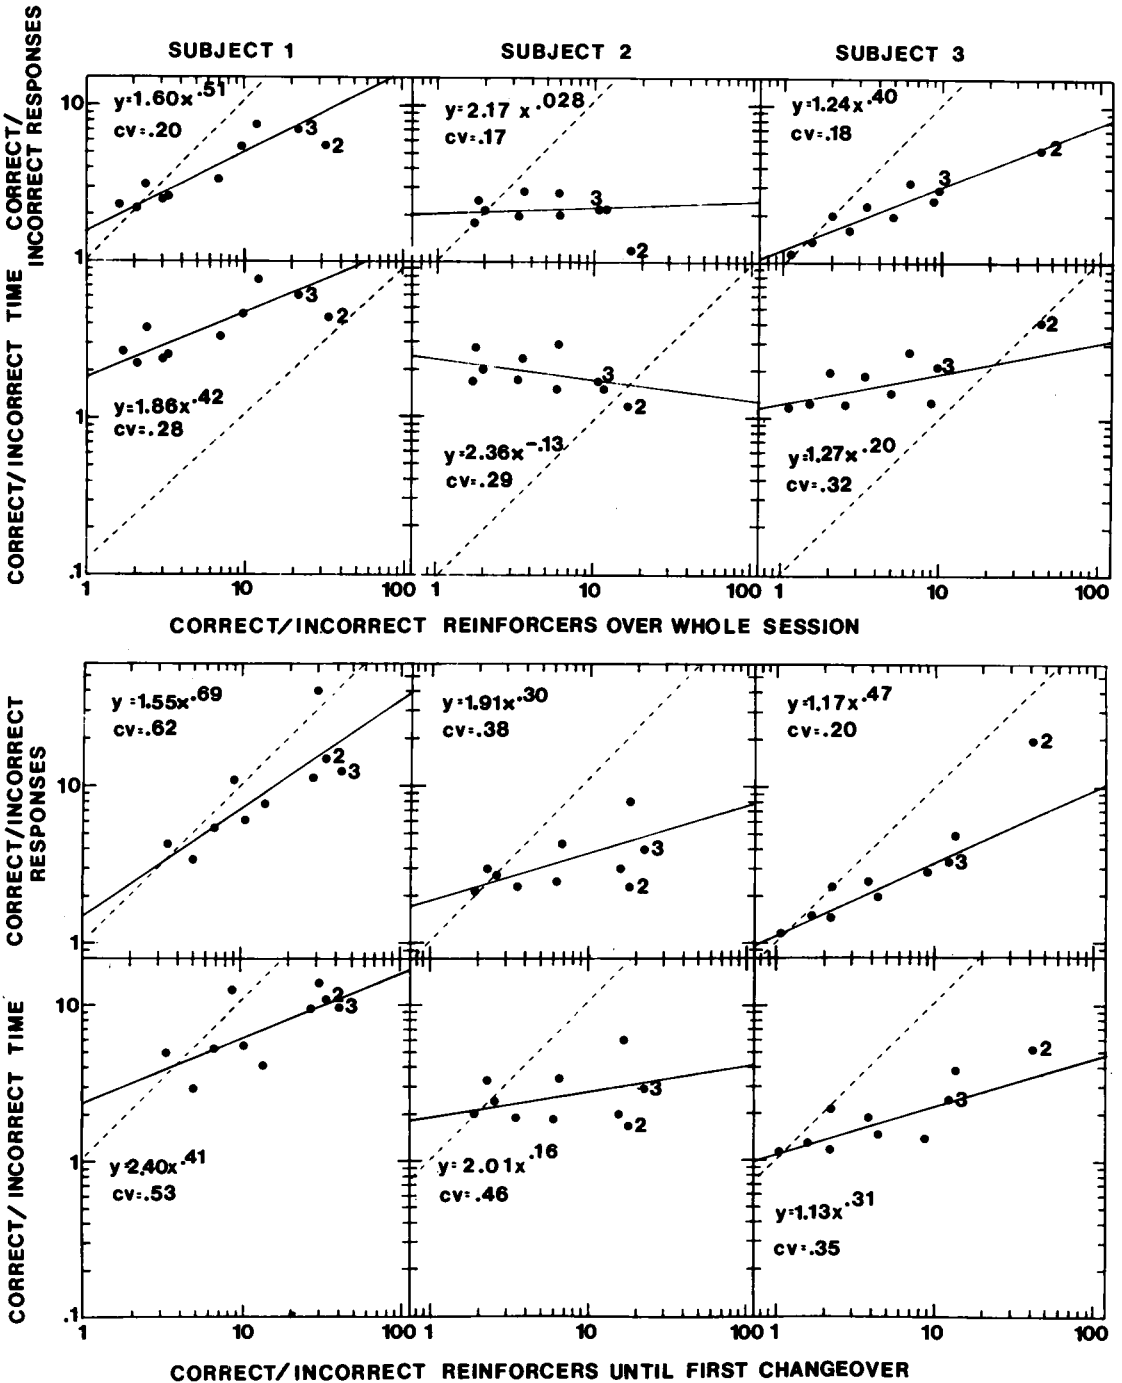 SUBJECT 1
SUBJECT 2
SUBJECT 3
CORRECT/
INCORRECT RESPONSES
10
1
y=1.60x.51
cv=.20
3
2
y=2.17 x.028
cv=.17
3
2
y=1.24x.40
cv=.18
3
2
CORRECT/INCORRECT TIME
1
.1
y=1.86x.42
cv=.28
3
2
y=2.36x-.13
cv=.29
3
2
y=1.27x.20
cv=.32
3
2
1
10
100
1
10
100
1
10
100
CORRECT/INCORRECT REINFORCERS OVER WHOLE SESSION
CORRECT/INCORRECT
RESPONSES
10
1
y=1.55x.69
cv=.62
2
3
y=1.91x.30
cv=.38
3
2
y=1.17x.47
cv=.20
2
3
CORRECT/INCORRECT TIME
10
1
.1
y=2.40x.41
cv=.53
2
3
y=2.01x.16
cv=.46
3
2
y=1.13x.31
cv=.35
2
3
1
10
100
1
10
100
1
10
100
CORRECT/INCORRECT REINFORCERS UNTIL FIRST CHANGEOVER